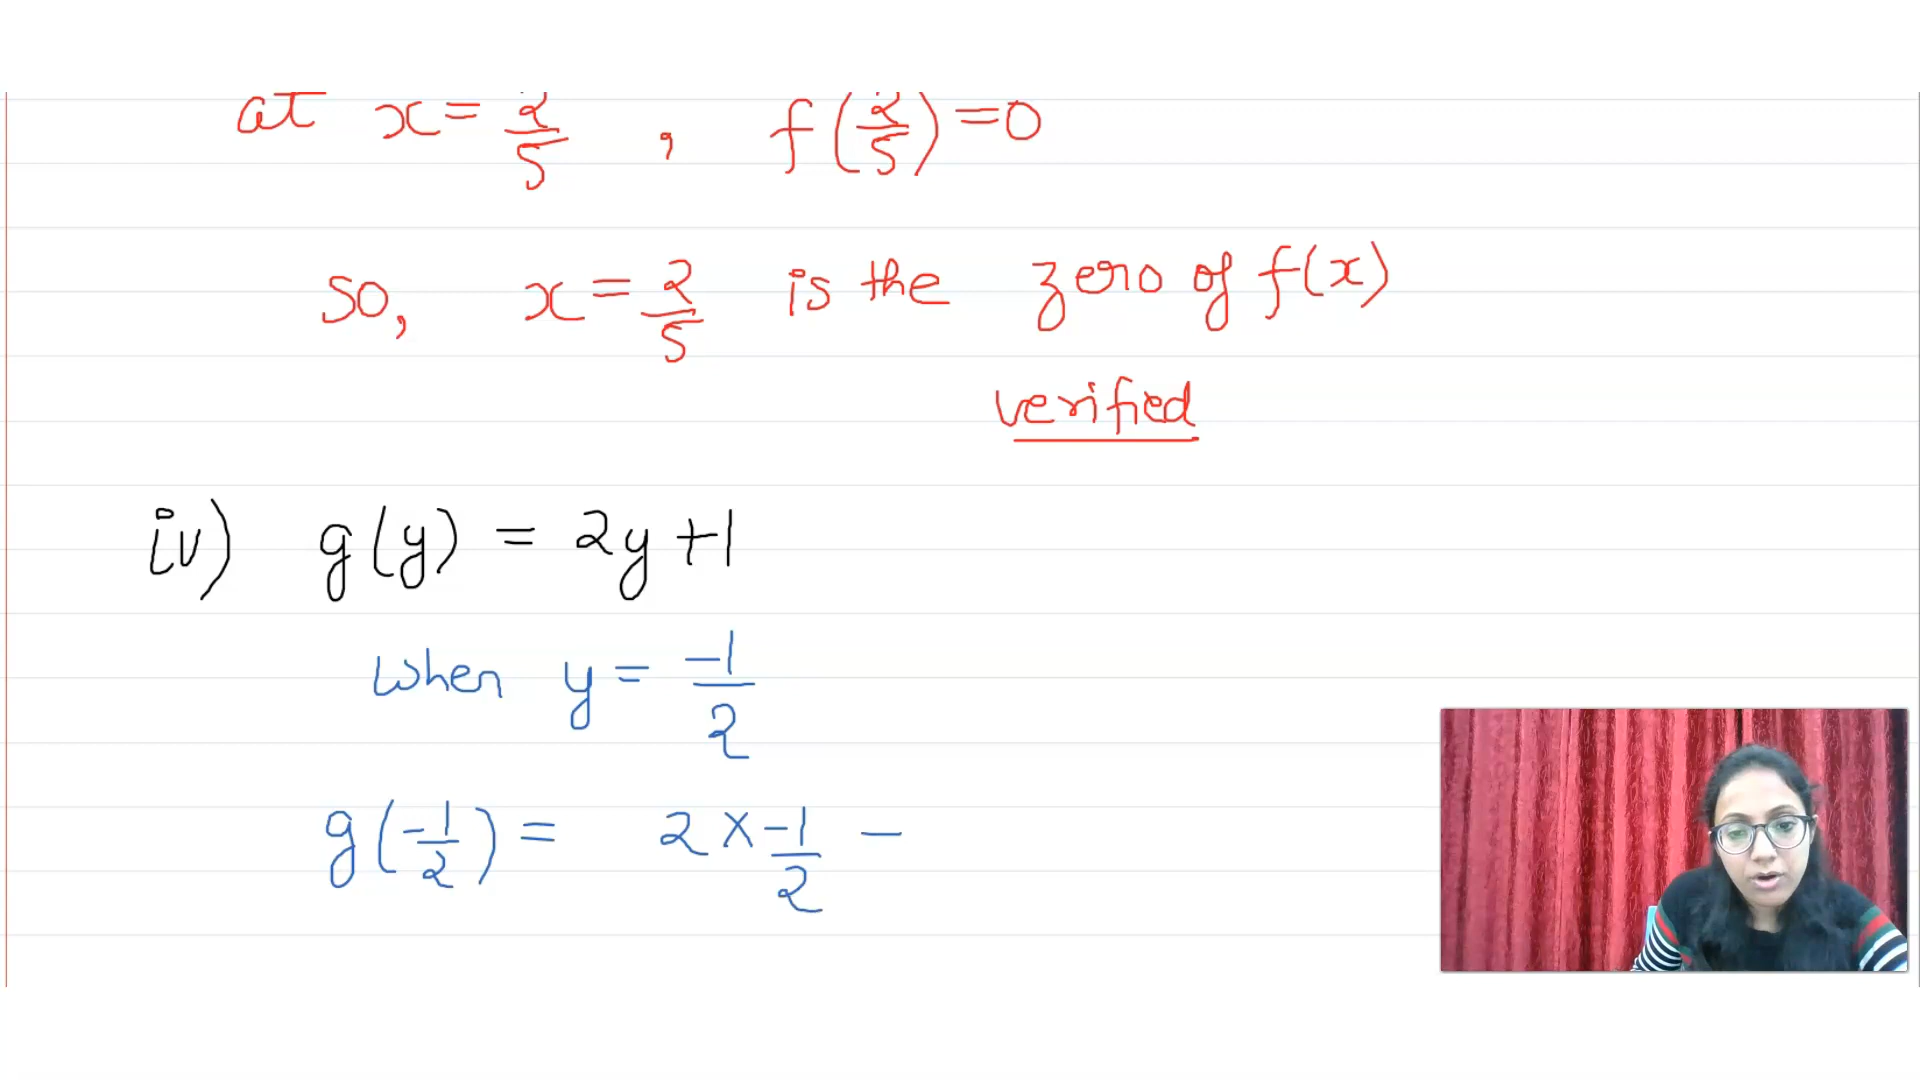 at x = 2/5 , f(2/5) = 0
so, x = 2/5 is the zero of f(x)
verified
iv) g(y) = 2y + 1
when y = -1/2
g(-1/2) = 2 × -1/2 -